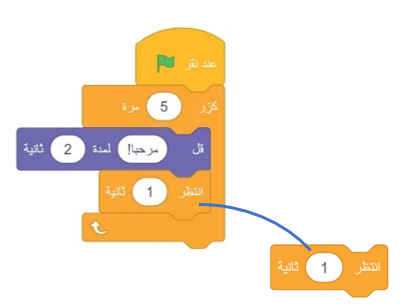 عند نقر
كرّر 5 مرة
قل مرحبا! لمدة 2 ثانية
انتظر 1 ثانية
انتظر 1 ثانية